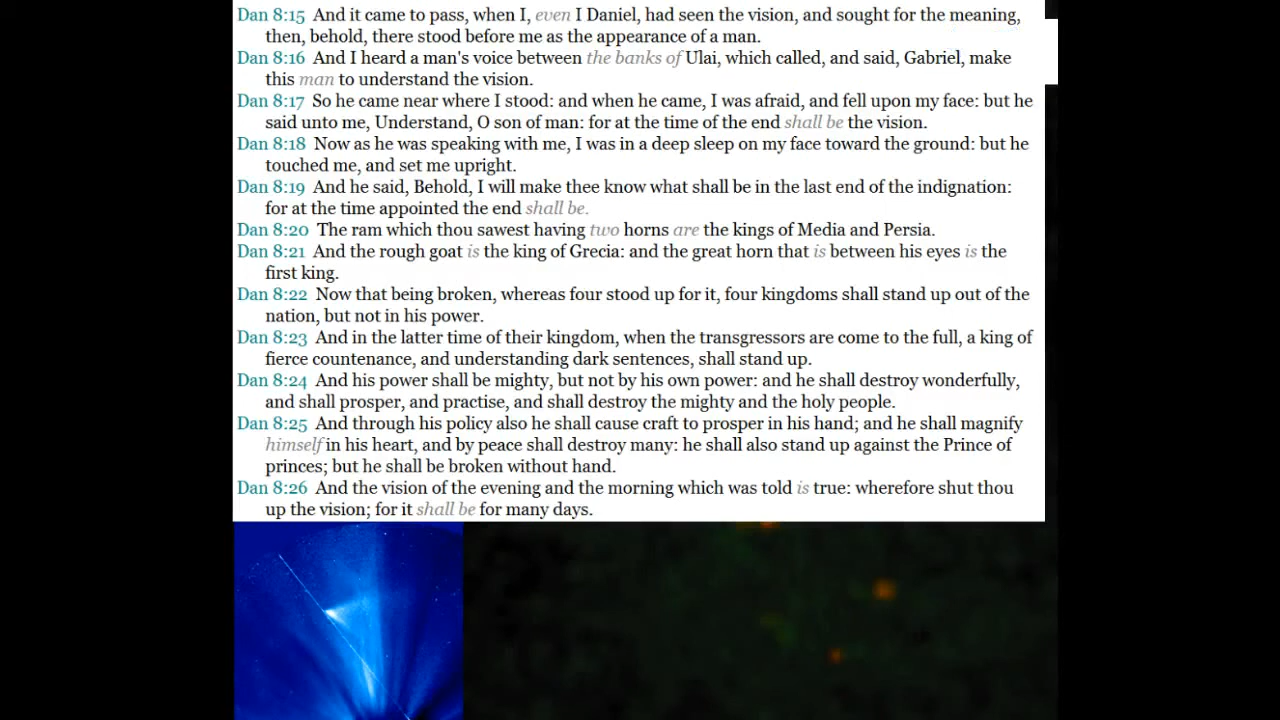 Dan 8:15 And it came to pass, when I, even I Daniel, had seen the vision, and sought for the meaning,
then, behold, there stood before me as the appearance of a man.
Dan 8:16 And I heard a man's voice between the banks of Ulai, which called, and said, Gabriel, make
this man to understand the vision.
Dan 8:17 So he came near where I stood: and when he came, I was afraid, and fell upon my face: but he
said unto me, Understand, O son of man: for at the time of the end shall be the vision.
Dan 8:18 Now as he was speaking with me, I was in a deep sleep on my face toward the ground: but he
touched me, and set me upright.
Dan 8:19 And he said, Behold, I will make thee know what shall be in the last end of the indignation:
for at the time appointed the end shall be.
Dan 8:20 The ram which thou sawest having two horns are the kings of Media and Persia.
Dan 8:21 And the rough goat is the king of Grecia: and the great horn that is between his eyes is the
first king.
Dan 8:22 Now that being broken, whereas four stood up for it, four kingdoms shall stand up out of the
nation, but not in his power.
Dan 8:23 And in the latter time of their kingdom, when the transgressors are come to the full, a king of
fierce countenance, and understanding dark sentences, shall stand up.
Dan 8:24 And his power shall be mighty, but not by his own power: and he shall destroy wonderfully,
and shall prosper, and practise, and shall destroy the mighty and the holy people.
Dan 8:25 And through his policy also he shall cause craft to prosper in his hand; and he shall magnify
himself in his heart, and by peace shall destroy many: he shall also stand up against the Prince of
princes; but he shall be broken without hand.
Dan 8:26 And the vision of the evening and the morning which was told is true: wherefore shut thou
up the vision; for it shall be for many days.